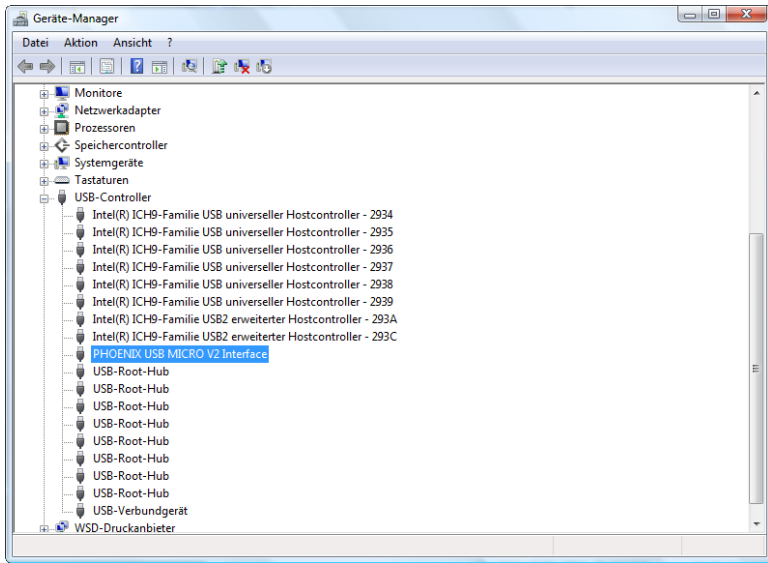 Geräte-Manager
Datei Aktion Ansicht ?
Monitore
Netzwerkadapter
Prozessoren
Speichercontroller
Systemgeräte
Tastaturen
USB-Controller
Intel(R) ICH9-Familie USB universeller Hostcontroller - 2934
Intel(R) ICH9-Familie USB universeller Hostcontroller - 2935
Intel(R) ICH9-Familie USB universeller Hostcontroller - 2936
Intel(R) ICH9-Familie USB universeller Hostcontroller - 2937
Intel(R) ICH9-Familie USB universeller Hostcontroller - 2938
Intel(R) ICH9-Familie USB universeller Hostcontroller - 2939
Intel(R) ICH9-Familie USB2 erweiterter Hostcontroller - 293A
Intel(R) ICH9-Familie USB2 erweiterter Hostcontroller - 293C
PHOENIX USB MICRO V2 Interface
USB-Root-Hub
USB-Root-Hub
USB-Root-Hub
USB-Root-Hub
USB-Root-Hub
USB-Root-Hub
USB-Root-Hub
USB-Root-Hub
USB-Verbundgerät
WSD-Druckanbieter